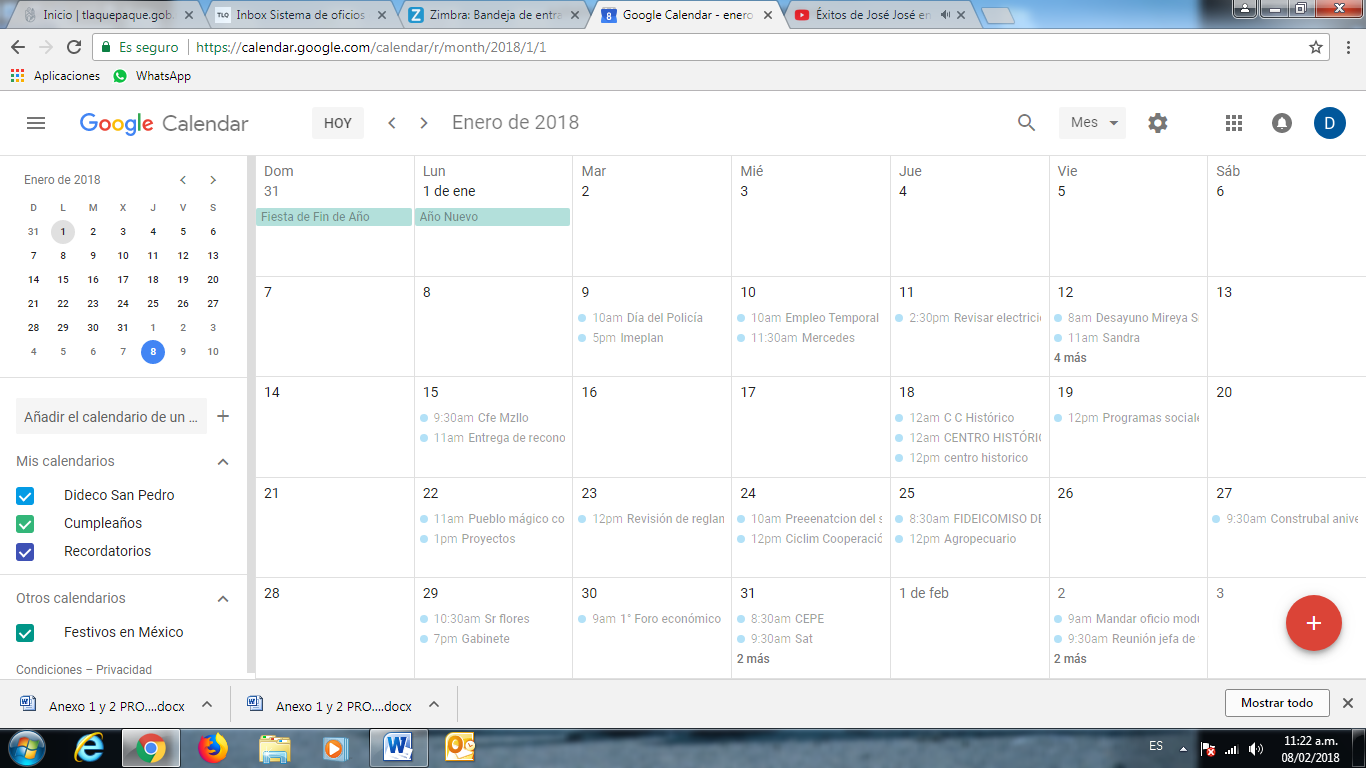 Inicio | tlaquepaque.gob
Inbox Sistema de oficios
Zimbra: Bandeja de entra
Google Calendar - enero
Éxitos de José José en
Es seguro https://calendar.google.com/calendar/r/month/2018/1/1
Aplicaciones WhatsApp
Google Calendar HOY Enero de 2018 Mes D
Enero de 2018
D L M X J V S
31 1 2 3 4 5 6
7 8 9 10 11 12 13
14 15 16 17 18 19 20
21 22 23 24 25 26 27
28 29 30 31 1 2 3
4 5 6 7 8 9 10
Añadir el calendario de un ... +
Mis calendarios
Dideco San Pedro
Cumpleaños
Recordatorios
Otros calendarios
Festivos en México
Condiciones – Privacidad
Dom Lun Mar Mié Jue Vie Sáb
31 1 de ene 2 3 4 5 6
Fiesta de Fin de Año Año Nuevo
7 8 9 10 11 12 13
10am Día del Policía 10am Empleo Temporal 2:30pm Revisar electrici 8am Desayuno Mireya S
5pm Imeplan 11:30am Mercedes 11am Sandra
4 más
14 15 16 17 18 19 20
9:30am Cfe Mzllo 12am C C Histórico 12pm Programas sociale
11am Entrega de recono 12am CENTRO HISTÓRIC
12pm centro historico
21 22 23 24 25 26 27
11am Pueblo mágico co 12pm Revisión de reglan 10am Preeenatcion del s 8:30am FIDEICOMISO DE 9:30am Construbal anive
1pm Proyectos 12pm Ciclim Cooperació 12pm Agropecuario
28 29 30 31 1 de feb 2 3
10:30am Sr flores 9am 1° Foro económico 8:30am CEPE 9am Mandar oficio modu
7pm Gabinete 9:30am Sat 9:30am Reunión jefa de
2 más 2 más
+
Anexo 1 y 2 PRO....docx Anexo 1 y 2 PRO....docx Mostrar todo
ES 11:22 a.m.
08/02/2018